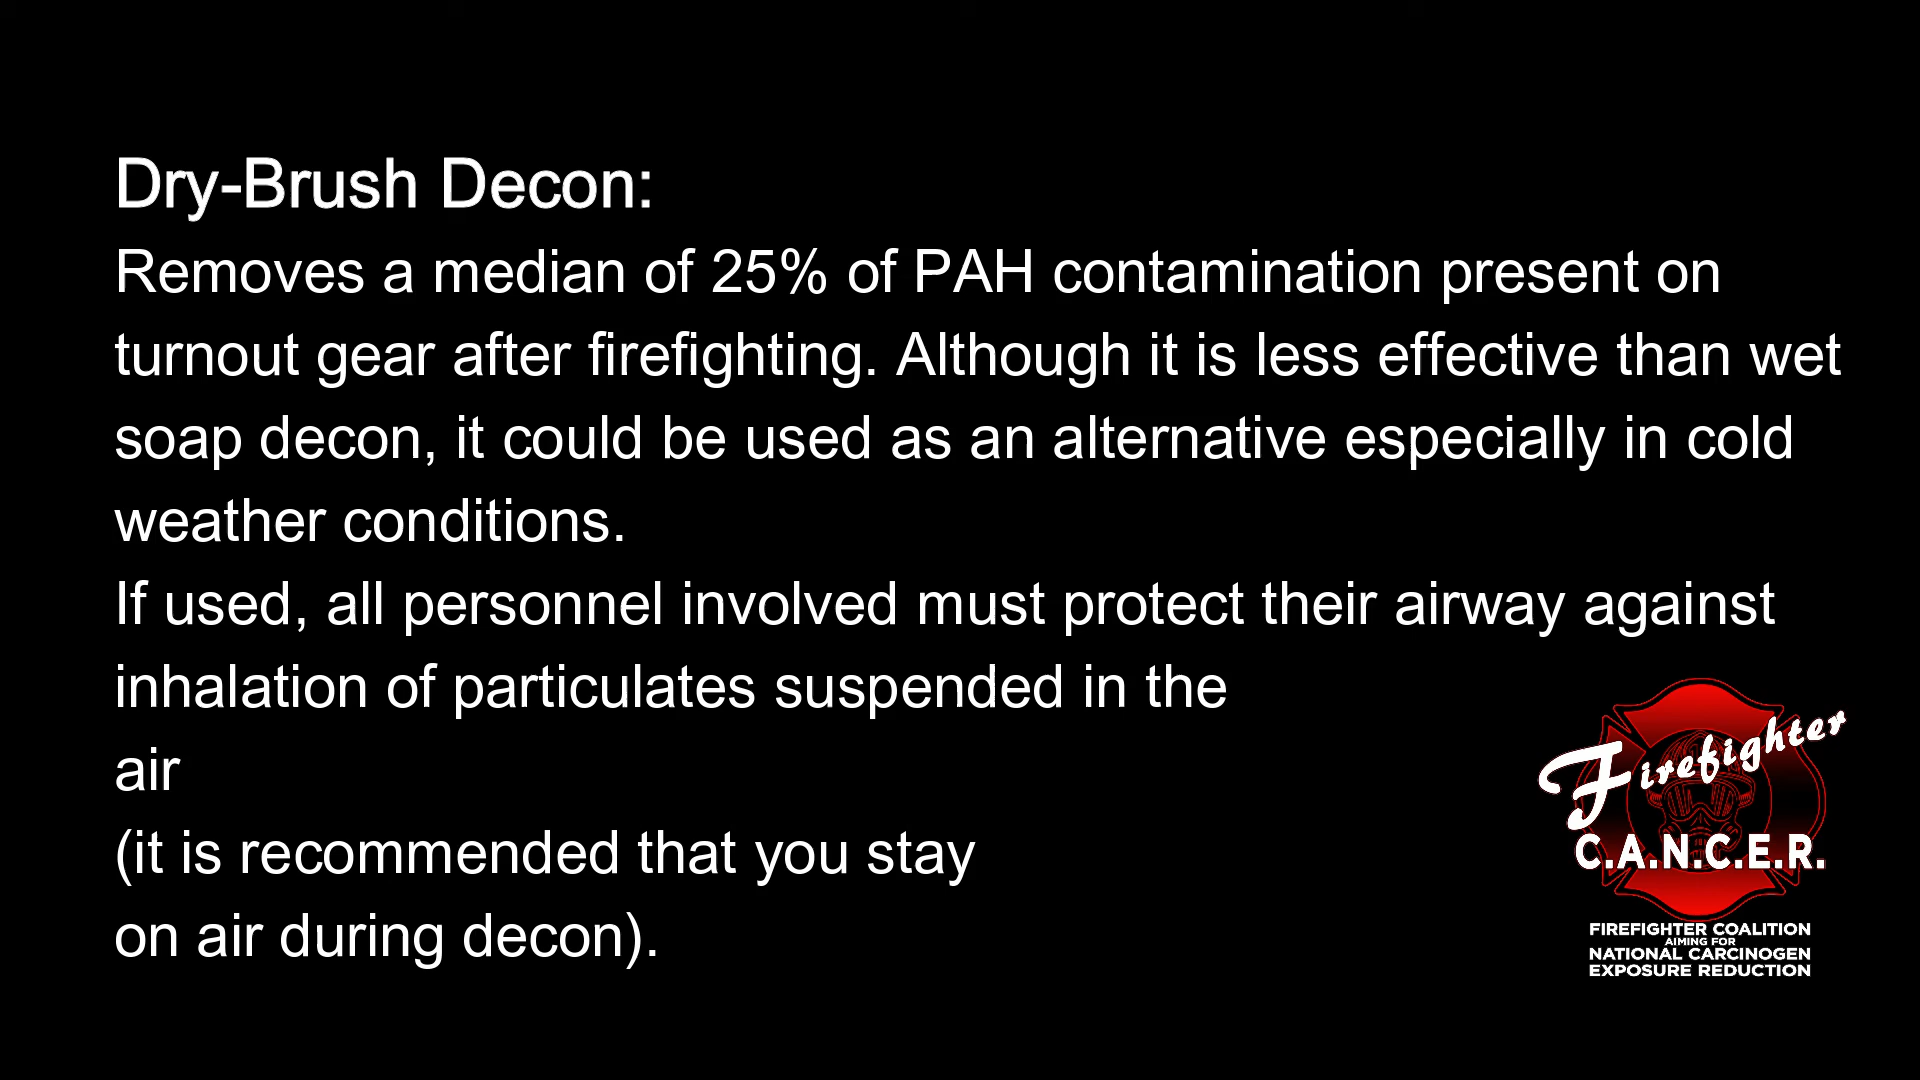 Dry-Brush Decon:
Removes a median of 25% of PAH contamination present on
turnout gear after firefighting. Although it is less effective than wet
soap decon, it could be used as an alternative especially in cold
weather conditions.
If used, all personnel involved must protect their airway against
inhalation of particulates suspended in the
air
(it is recommended that you stay
on air during decon).
Firefighter
C.A.N.C.E.R.
FIREFIGHTER COALITION
AIMING FOR
NATIONAL CARCINOGEN
EXPOSURE REDUCTION